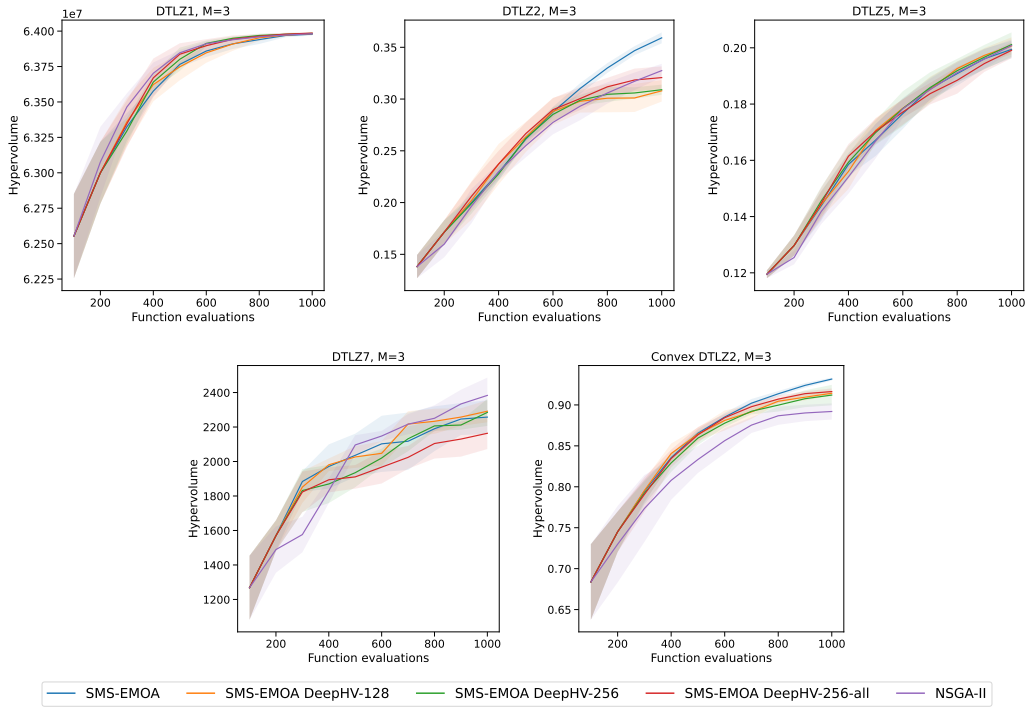 DTLZ1, M=3
1e7
6.400
6.375
6.350
6.325
6.300
6.275
6.250
6.225
Hypervolume
200 400 600 800 1000
Function evaluations
DTLZ2, M=3
0.35
0.30
0.25
0.20
0.15
Hypervolume
200 400 600 800 1000
Function evaluations
DTLZ5, M=3
0.20
0.18
0.16
0.14
0.12
Hypervolume
200 400 600 800 1000
Function evaluations
DTLZ7, M=3
2400
2200
2000
1800
1600
1400
1200
Hypervolume
200 400 600 800 1000
Function evaluations
Convex DTLZ2, M=3
0.90
0.85
0.80
0.75
0.70
0.65
Hypervolume
200 400 600 800 1000
Function evaluations
SMS-EMOA SMS-EMOA DeepHV-128 SMS-EMOA DeepHV-256 SMS-EMOA DeepHV-256-all NSGA-II